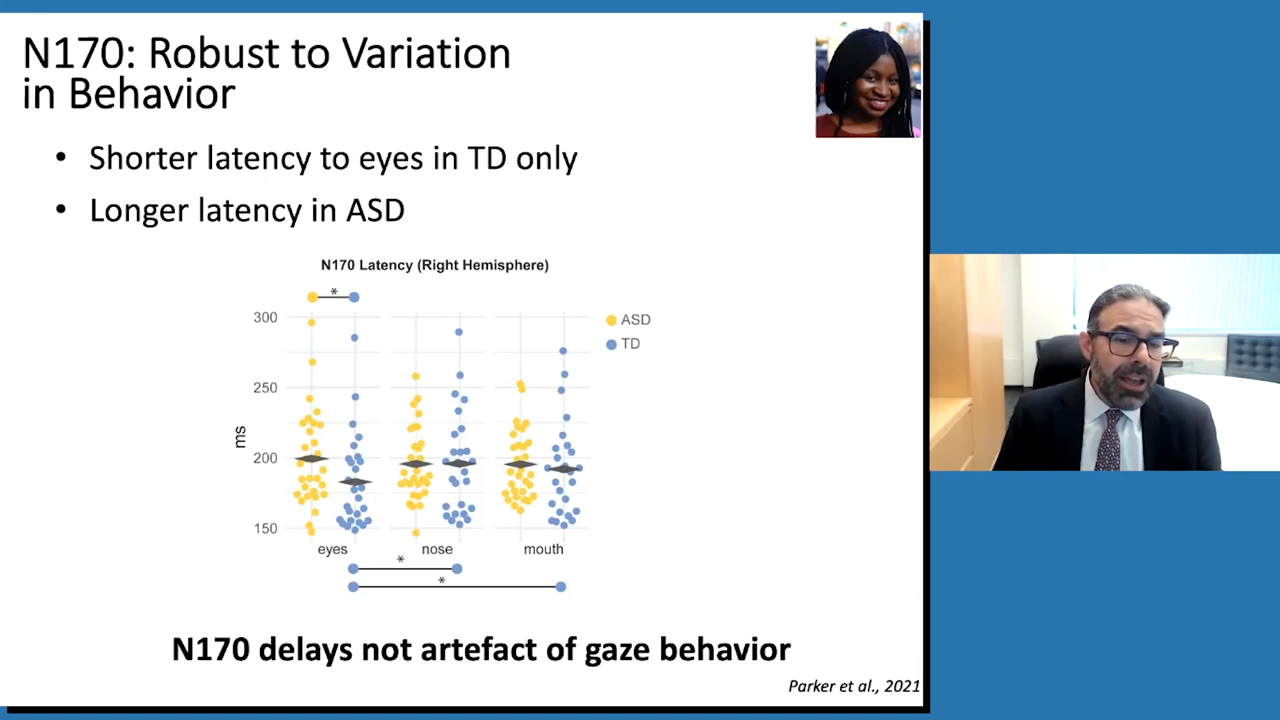 N170: Robust to Variation
in Behavior
• Shorter latency to eyes in TD only
• Longer latency in ASD
N170 Latency (Right Hemisphere)
*
300
250
200
150
ms
ASD
TD
eyes nose mouth
*
*
N170 delays not artefact of gaze behavior
Parker et al., 2021